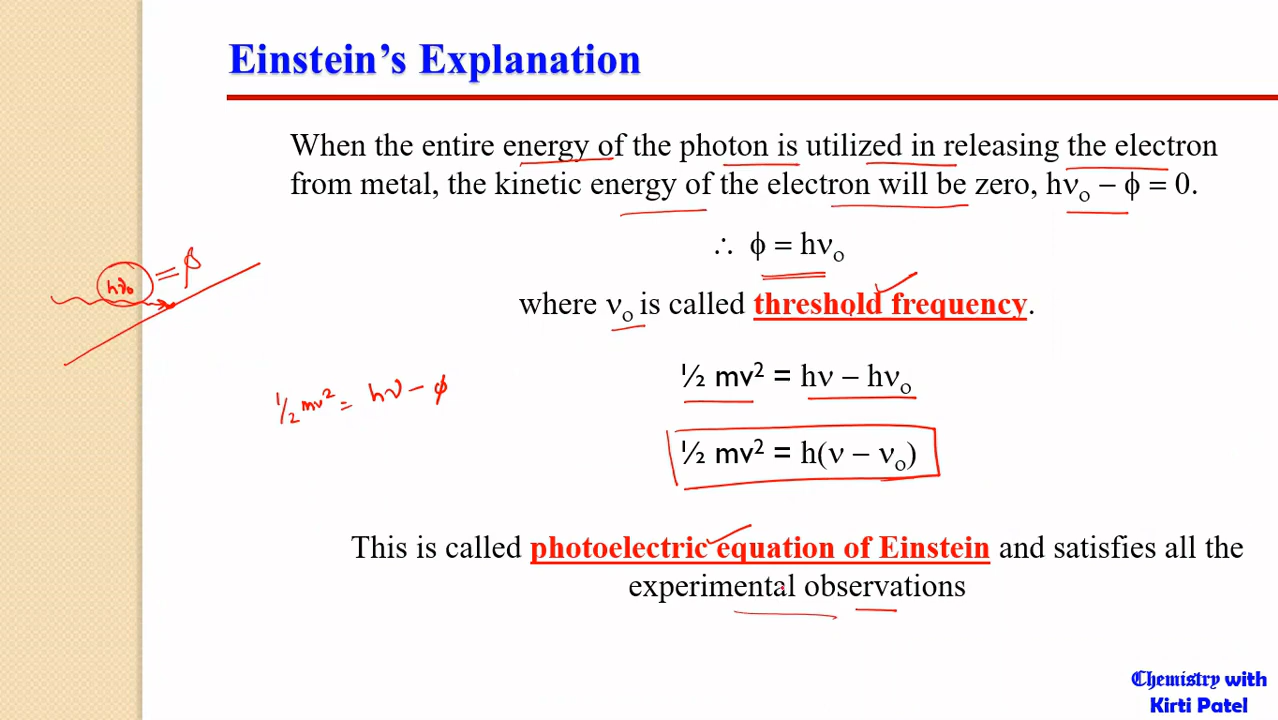 Einstein's Explanation
When the entire energy of the photon is utilized in releasing the electron
from metal, the kinetic energy of the electron will be zero, hνₒ − ϕ = 0.
∴ ϕ = hνₒ
hνₒ = ϕ
where νₒ is called threshold frequency.
½ mv² = hν − hνₒ
½ mv² = hν − ϕ
½ mv² = h(ν − νₒ)
This is called photoelectric equation of Einstein and satisfies all the
experimental observations
Chemistry with
Kirti Patel